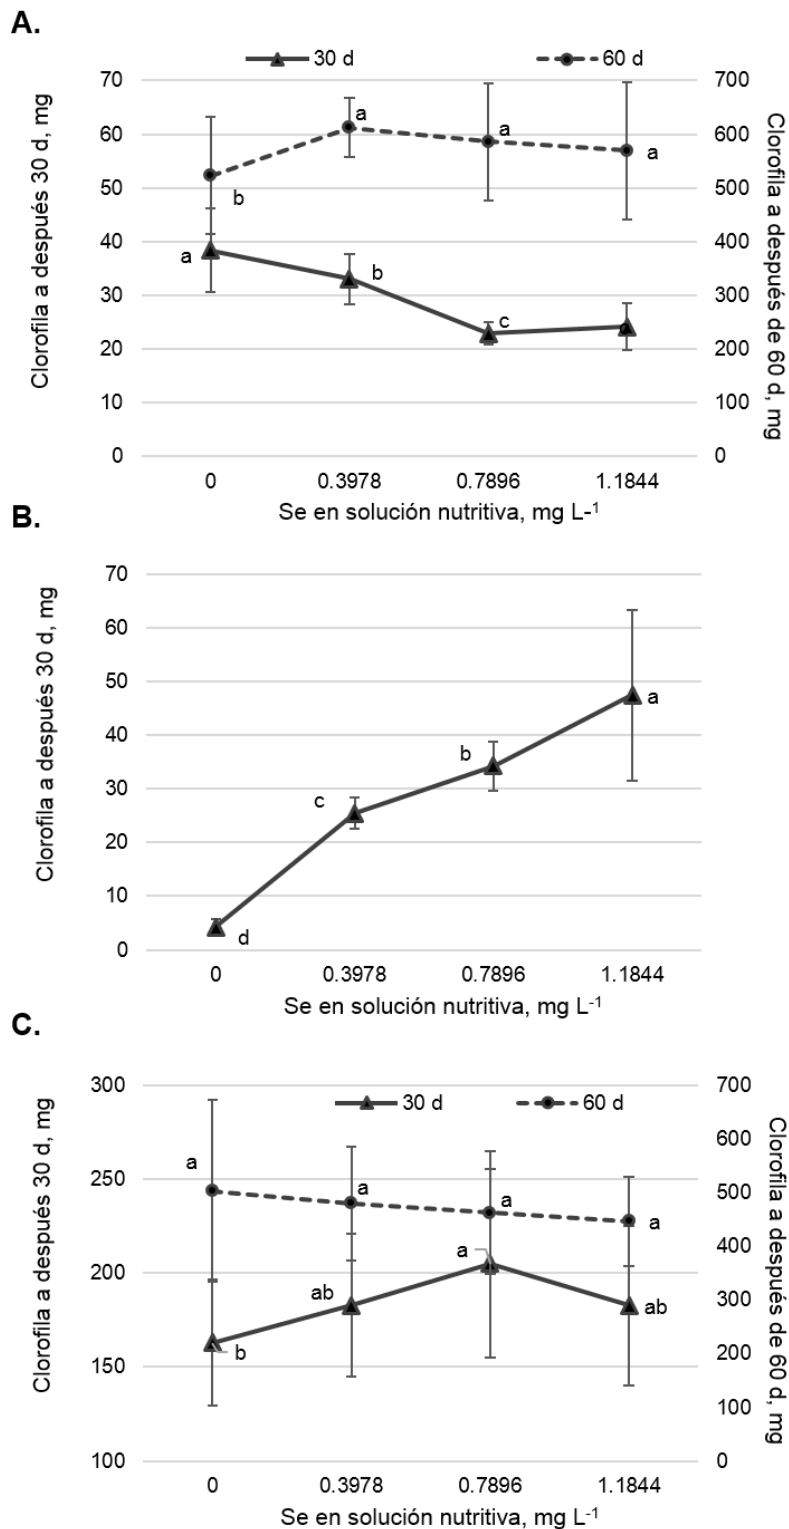 A.
30 d
60 d
Clorofila a después 30 d, mg
Clorofila a después de 60 d, mg
70
60
50
40
30
20
10
0
700
600
500
400
300
200
100
0
b
a
a
a
a
b
c
c
0
0.3978
0.7896
1.1844
Se en solución nutritiva, mg L-1
B.
Clorofila a después 30 d, mg
70
60
50
40
30
20
10
0
d
c
b
a
0
0.3978
0.7896
1.1844
Se en solución nutritiva, mg L-1
C.
30 d
60 d
Clorofila a después 30 d, mg
Clorofila a después de 60 d, mg
300
250
200
150
100
700
600
500
400
300
200
100
0
a
a
a
a
b
ab
a
ab
0
0.3978
0.7896
1.1844
Se en solución nutritiva, mg L-1